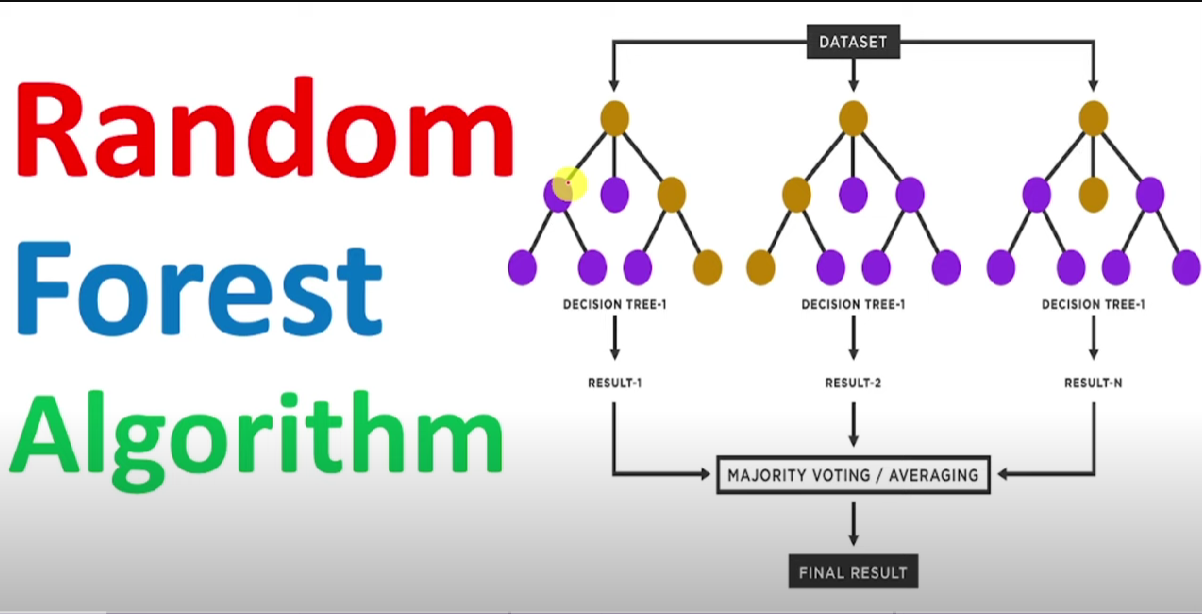 Random
Forest
Algorithm
DATASET
DECISION TREE-1
DECISION TREE-1
DECISION TREE-1
RESULT-1
RESULT-2
RESULT-N
MAJORITY VOTING / AVERAGING
FINAL RESULT